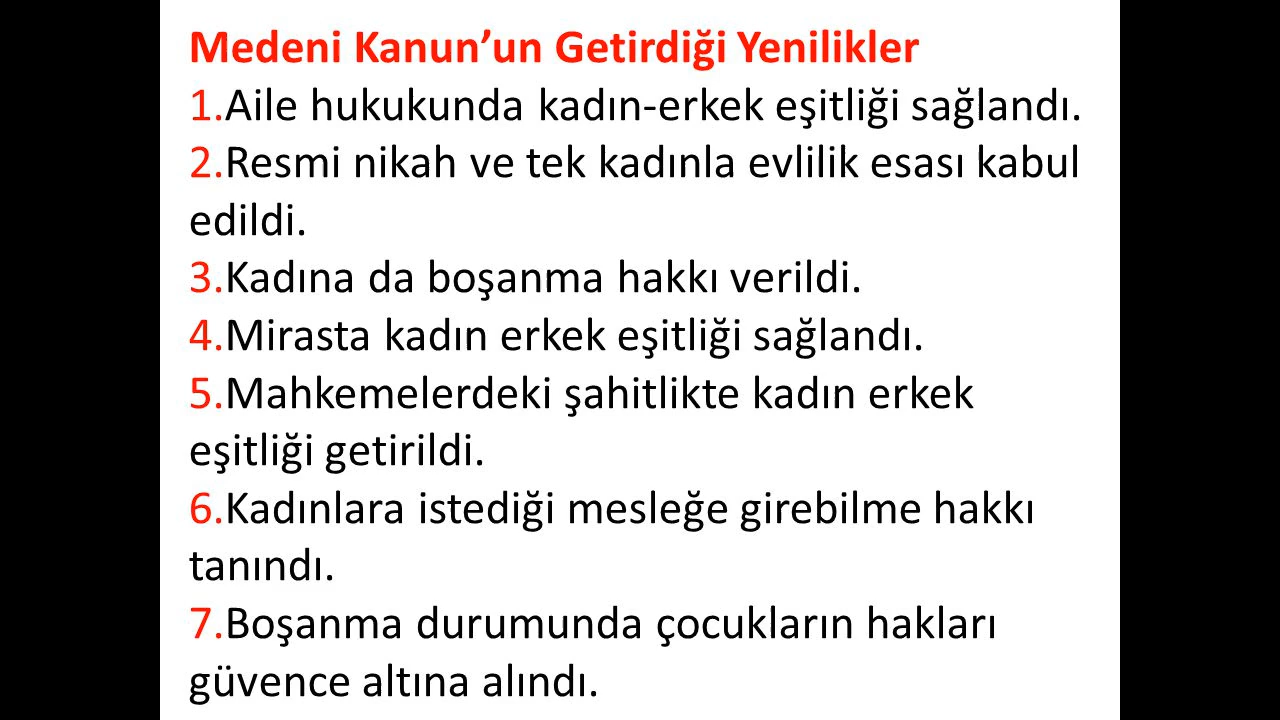 Medeni Kanun’un Getirdiği Yenilikler
1.Aile hukukunda kadın-erkek eşitliği sağlandı.
2.Resmi nikah ve tek kadınla evlilik esası kabul
edildi.
3.Kadına da boşanma hakkı verildi.
4.Mirasta kadın erkek eşitliği sağlandı.
5.Mahkemelerdeki şahitlikte kadın erkek
eşitliği getirildi.
6.Kadınlara istediği mesleğe girebilme hakkı
tanındı.
7.Boşanma durumunda çocukların hakları
güvence altına alındı.